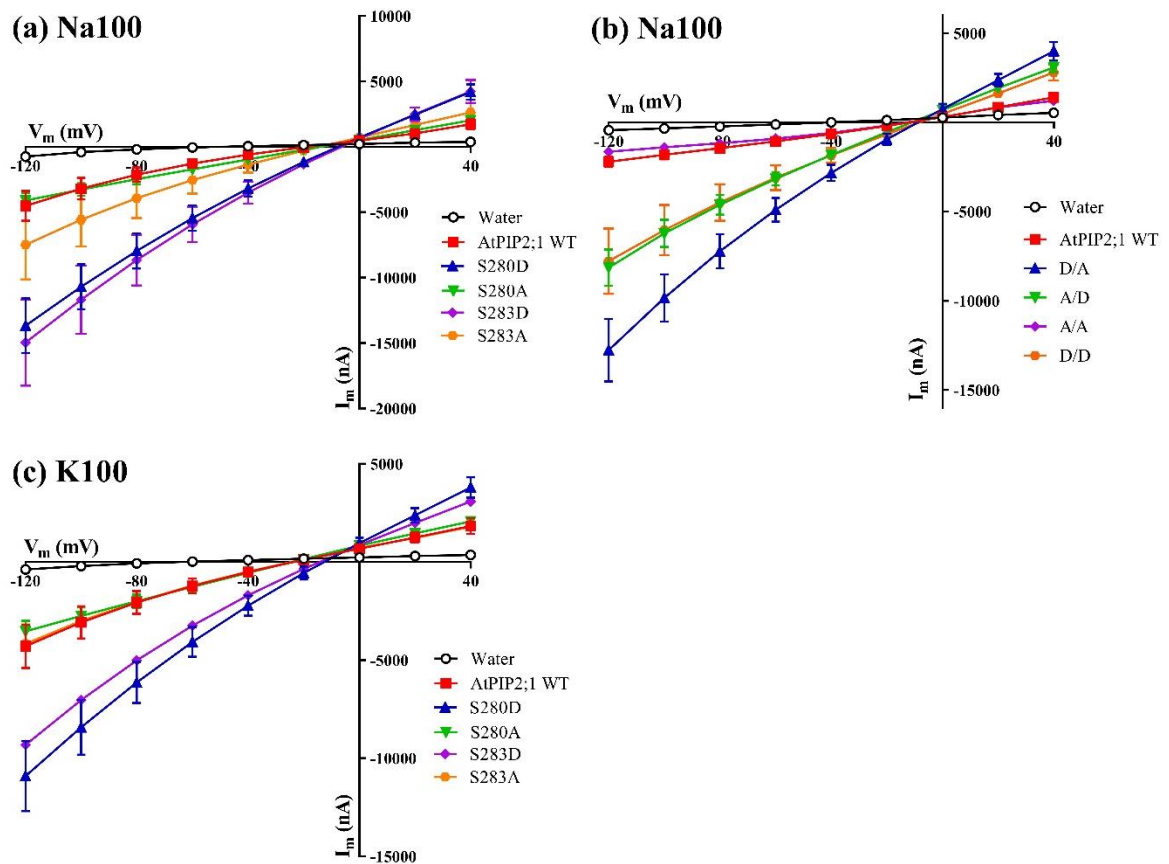 (a) Na100
10000
5000
V_m (mV)
-120
-80
-40
40
-5000
-10000
-15000
-20000
I_m (nA)
Water
AtPIP2;1 WT
S280D
S280A
S283D
S283A
(b) Na100
5000
V_m (mV)
-120
-80
-40
40
-5000
-10000
-15000
I_m (nA)
Water
AtPIP2;1 WT
D/A
A/D
A/A
D/D
(c) K100
5000
V_m (mV)
-120
-80
-40
40
-5000
-10000
-15000
I_m (nA)
Water
AtPIP2;1 WT
S280D
S280A
S283D
S283A